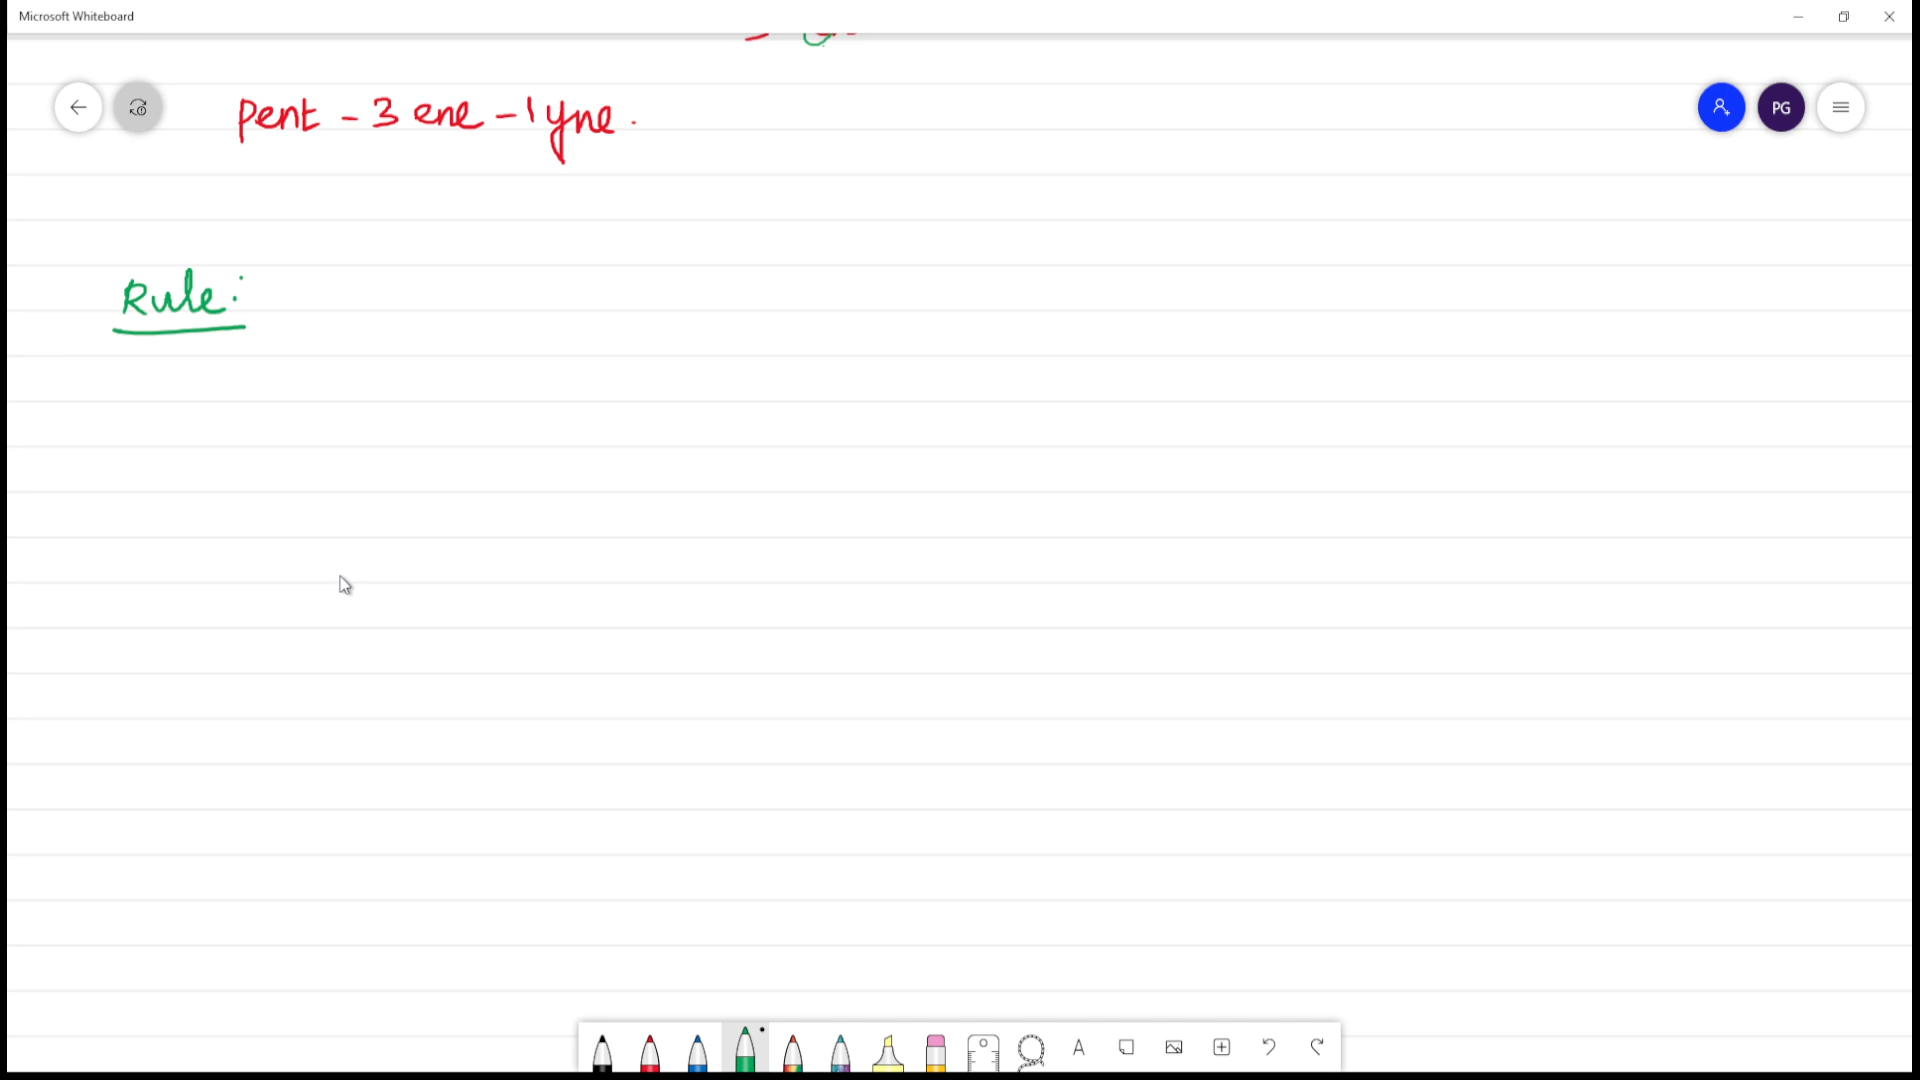 Microsoft Whiteboard
pent - 3 ene - 1 yne.
PG
Rule:
A